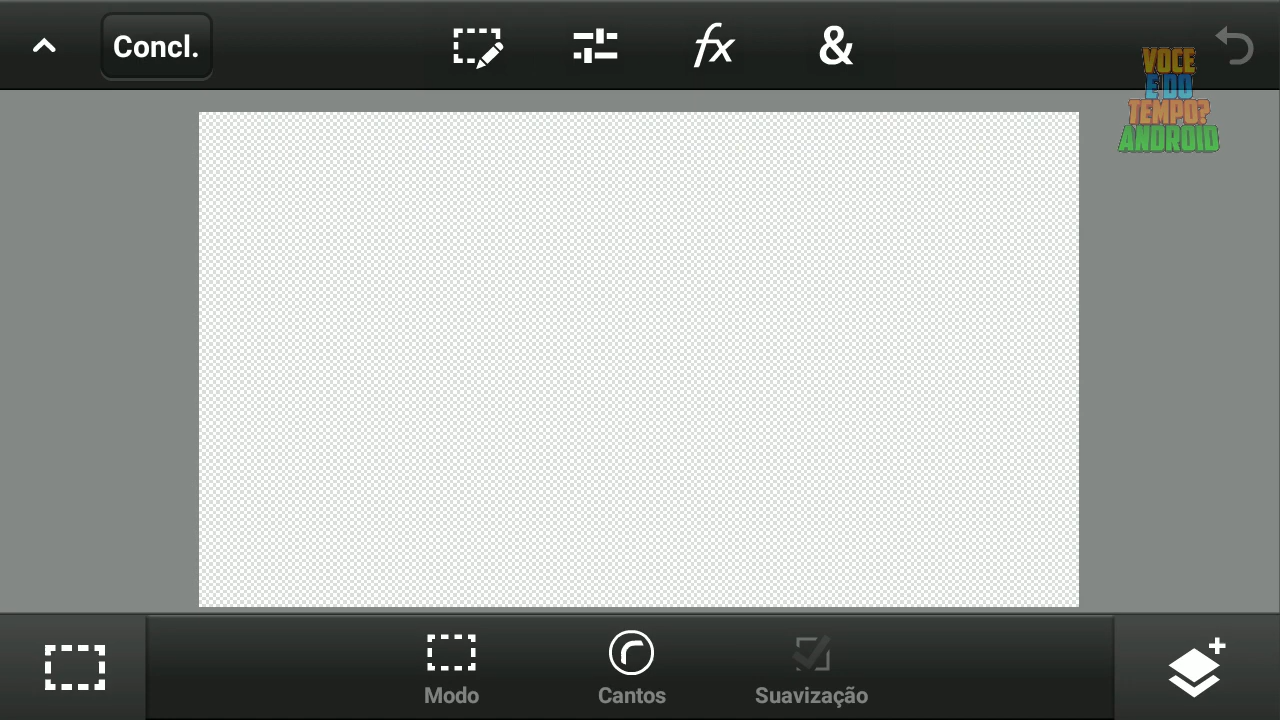 Concl.
fx
&
VOCE
E DO
TEMPO?
ANDROID
Modo
Cantos
Suavização